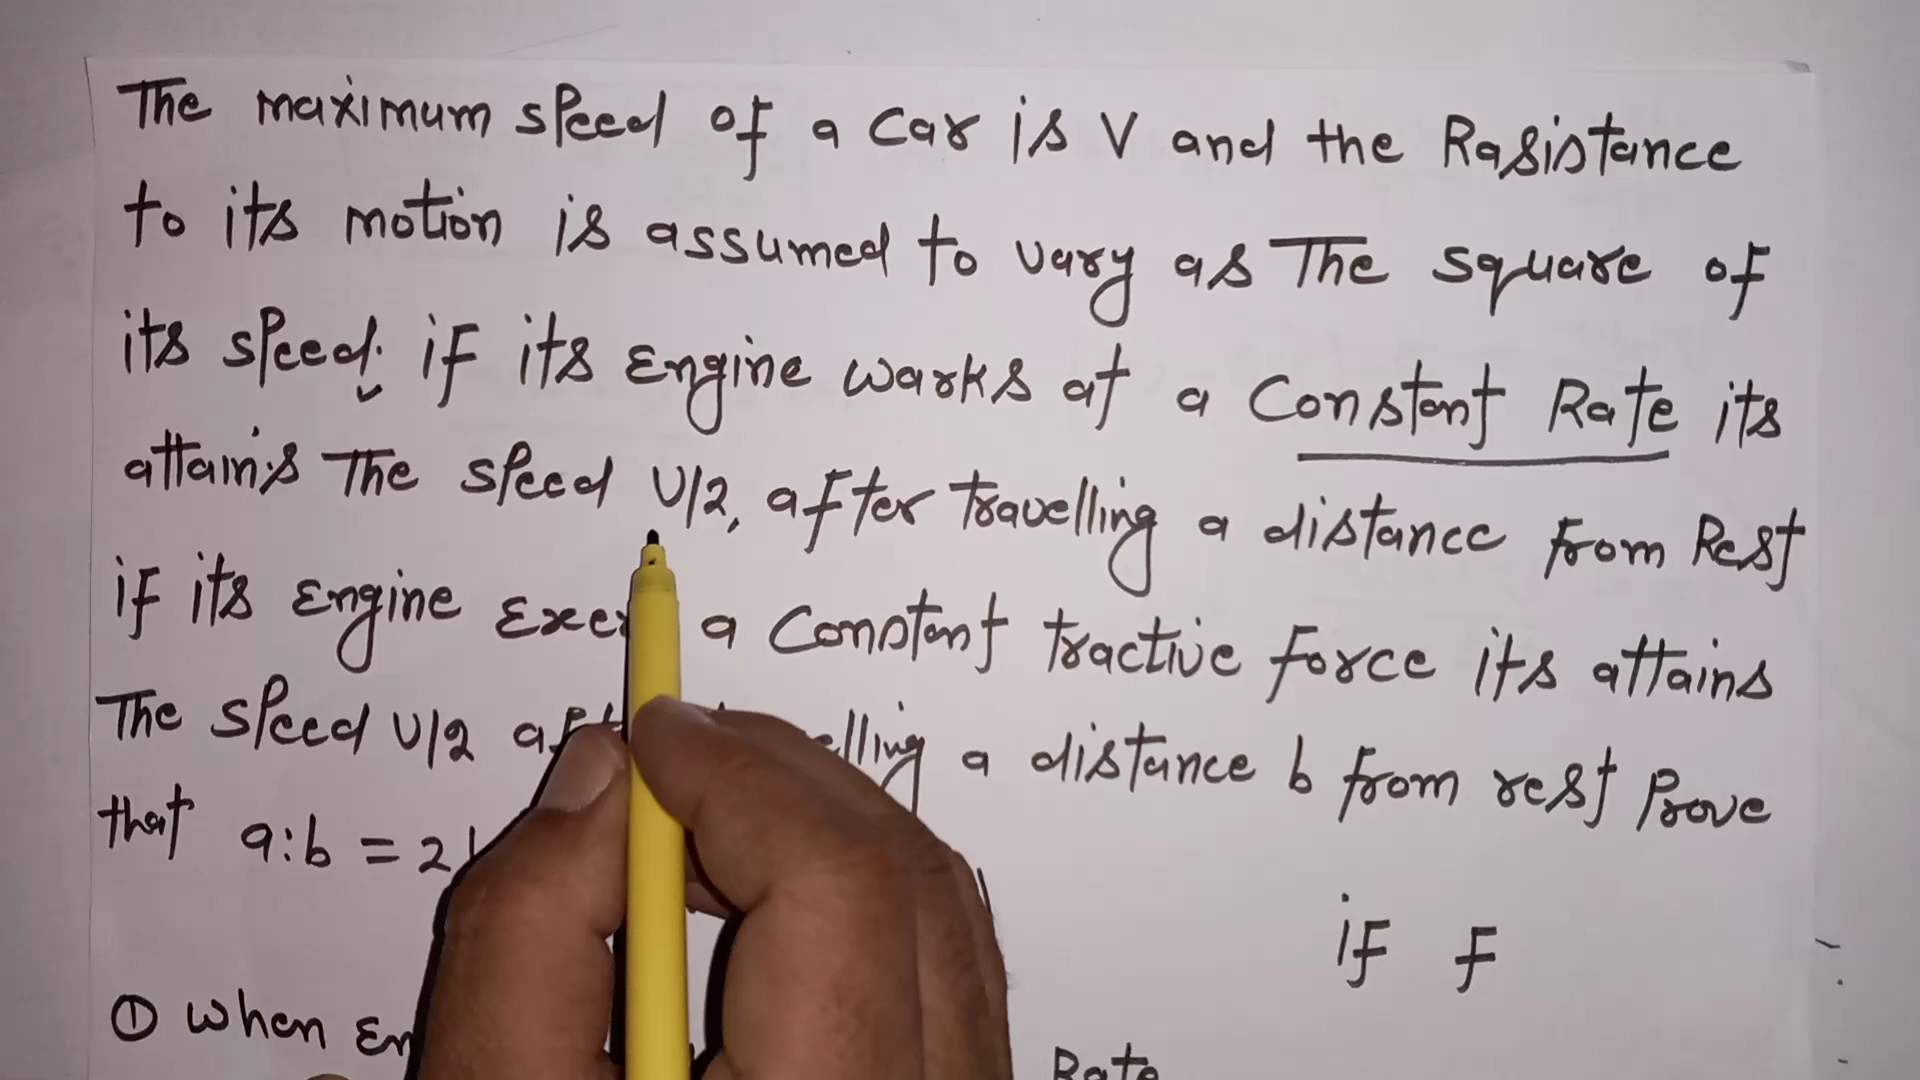 The maximum speed of a car is V and the Rasistance
to its motion is assumed to vary as The square of
its speed. if its Engine warks at a Constant Rate its
attains The speed U/2, after travelling a distance from Rest
if its Engine a Constant tractive force its attains
The speed U/2 a distance b from rest Prove
that a:b = 2
if F
① when
Rate